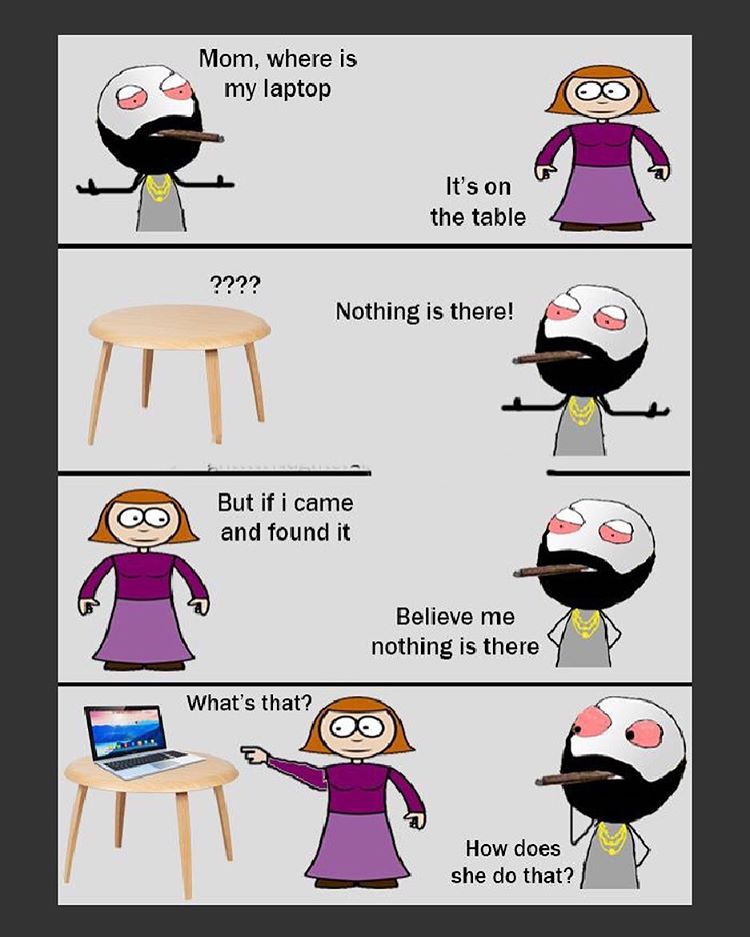 Mom, where is
my laptop
It's on
the table
????
Nothing is there!
But if i came
and found it
Believe me
nothing is there
What's that?
How does
she do that?